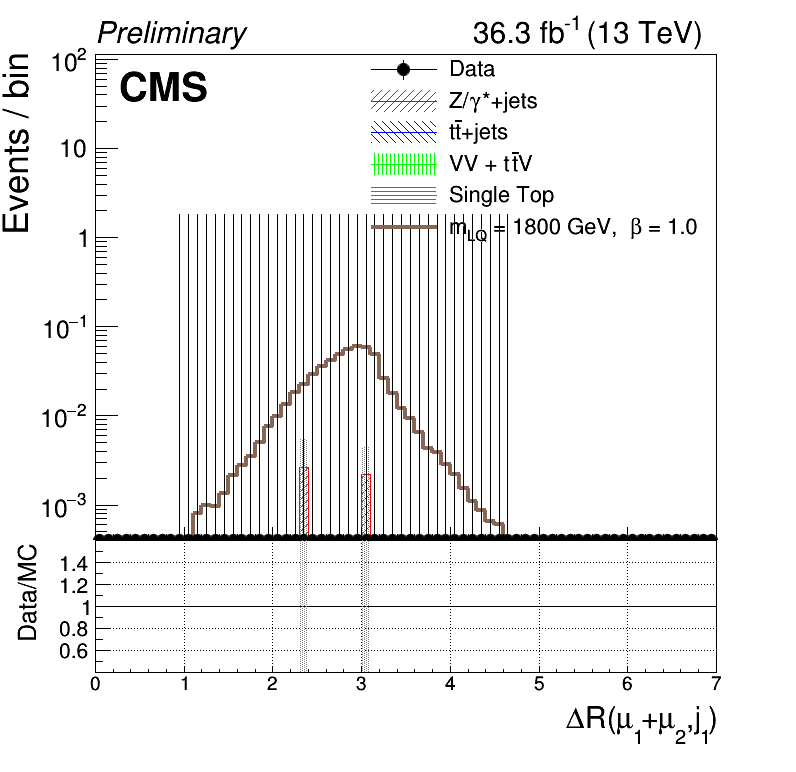 Preliminary 36.3 fb⁻¹ (13 TeV)
CMS
Events / bin
10²
10
1
10⁻¹
10⁻²
10⁻³
Data
Z/γ*+jets
tt̄+jets
VV + tt̄V
Single Top
m_LQ = 1800 GeV, β = 1.0
Data/MC
1.4
1.2
1
0.8
0.6
0 1 2 3 4 5 6 7
ΔR(μ₁+μ₂,j₁)